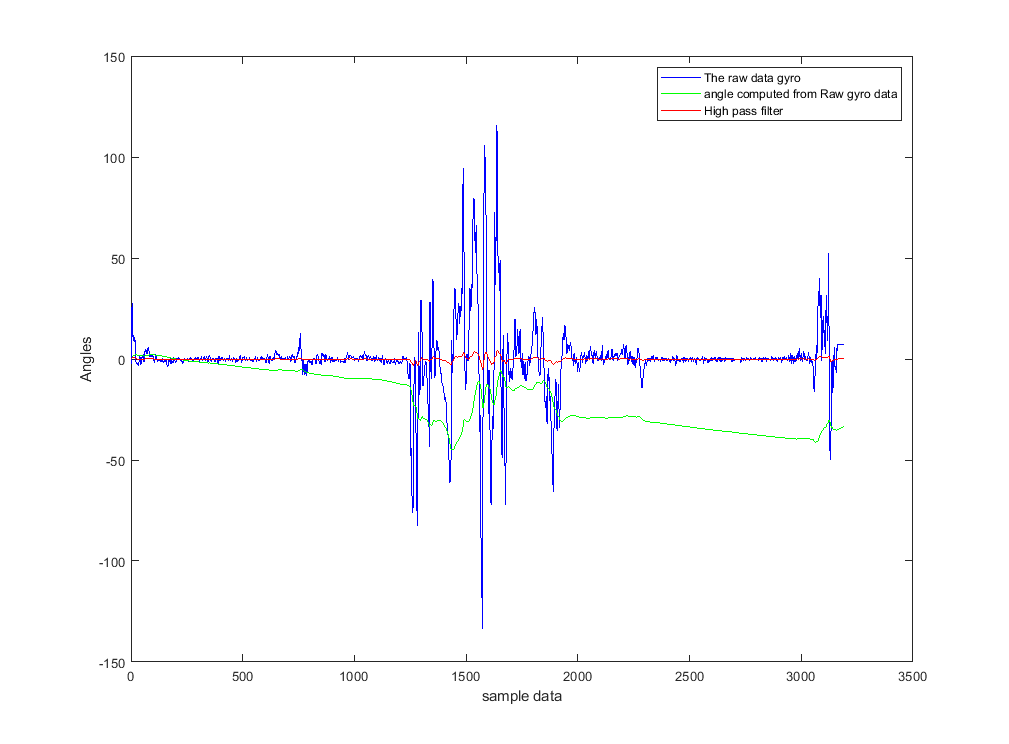 150
The raw data gyro
angle computed from Raw gyro data
High pass filter
100
50
Angles
0
-50
-100
-150
0 500 1000 1500 2000 2500 3000 3500
sample data